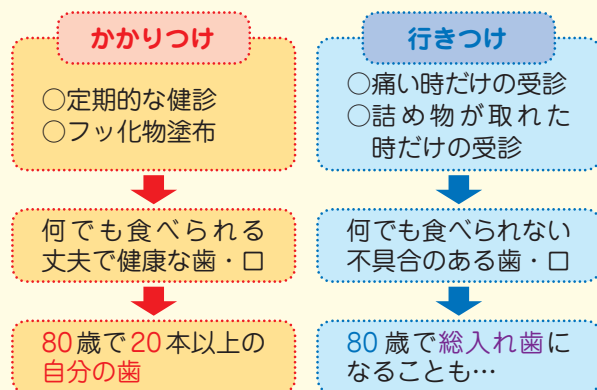 かかりつけ
○定期的な健診
○フッ化物塗布
何でも食べられる
丈夫で健康な歯・口
80歳で20本以上の
自分の歯
行きつけ
○痛い時だけの受診
○詰め物が取れた
時だけの受診
何でも食べられない
不具合のある歯・口
80歳で総入れ歯に
なることも…